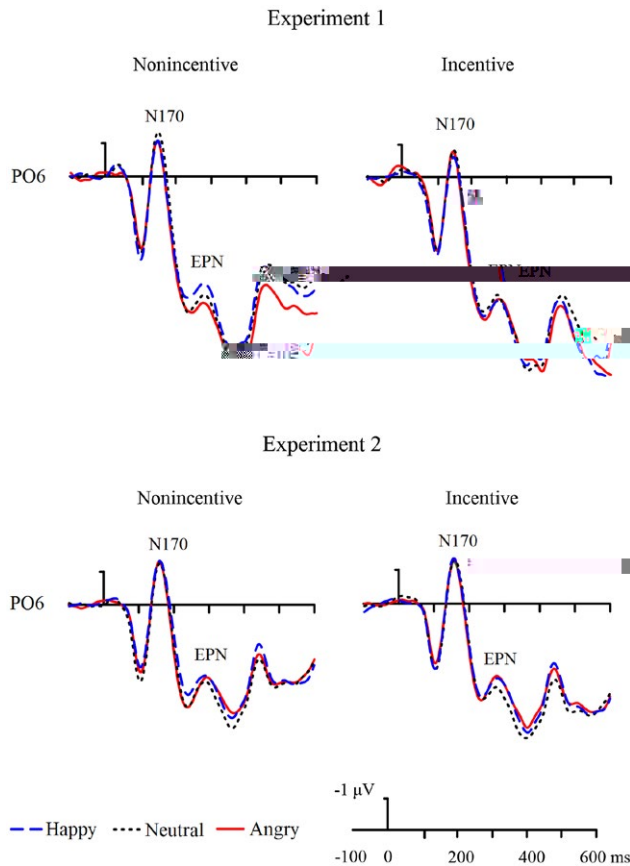 Experiment 1
Nonincentive Incentive
N170 N170
PO6
EPN EPN
Experiment 2
Nonincentive Incentive
N170 N170
PO6
EPN EPN
-1 μV
Happy Neutral Angry
-100 0 200 400 600 ms